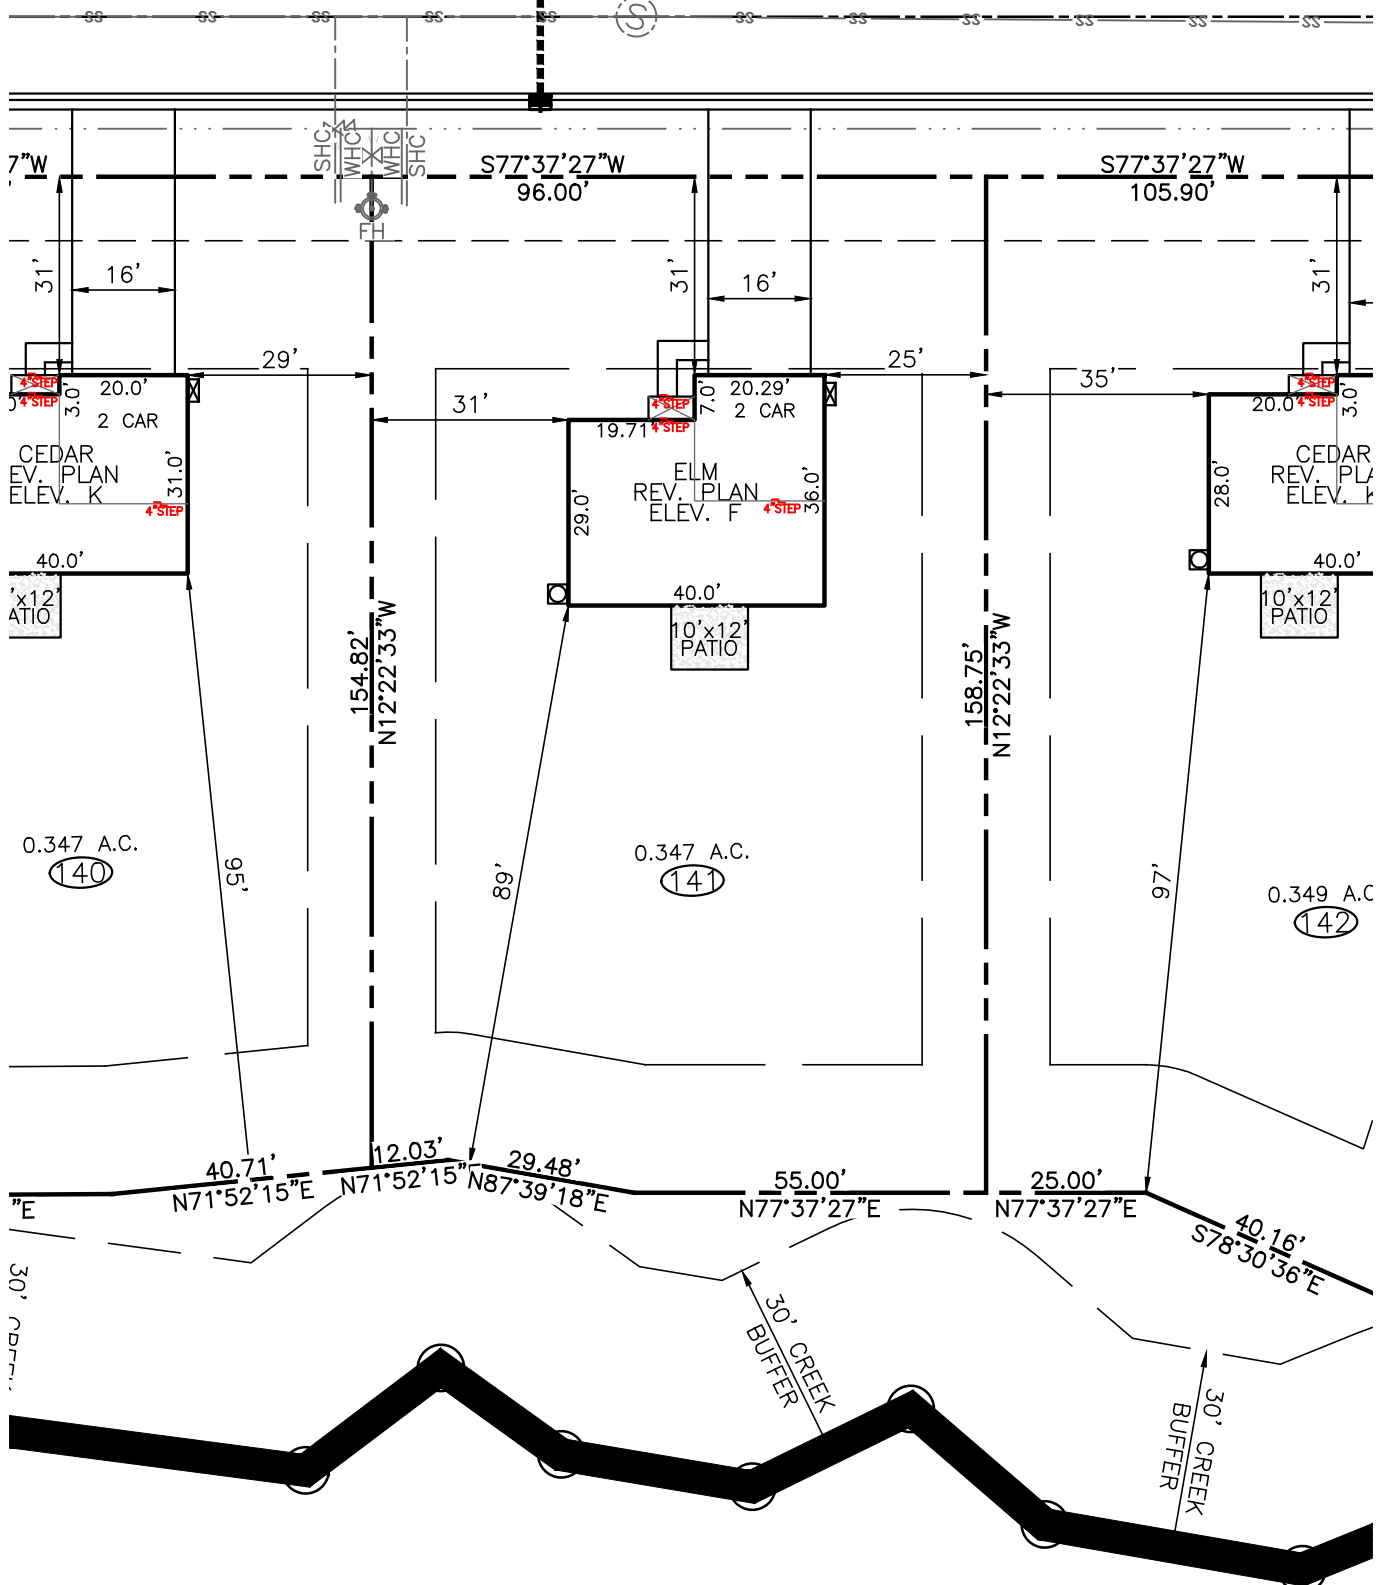 SS SS SS SS SS SS SS SS SS SS SS
S
SHC
WHC
WHC
SHC
FH
7"W
S77°37'27"W
96.00'
S77°37'27"W
105.90'
31'
16'
31'
16'
31'
29'
25'
31'
35'
4"STEP
4"STEP
20.0'
3.0'
2 CAR
CEDAR
EV. PLAN
ELEV. K
31.0'
4"STEP
40.0'
'x12'
ATIO
4"STEP
4"STEP
19.71'
7.0'
20.29'
2 CAR
ELM
REV. PLAN
ELEV. F
29.0'
36.0'
4"STEP
40.0'
10'x12'
PATIO
4"STEP
4"STEP
20.0'
3.0'
CEDAR
REV. PLA
ELEV. K
28.0'
40.0'
10'x12'
PATIO
154.82'
N12°22'33"W
158.75'
N12°22'33"W
0.347 A.C.
140
95'
89'
0.347 A.C.
141
97'
0.349 A.C
142
"E
40.71'
N71°52'15"E
12.03'
N71°52'15"
29.48'
N87°39'18"E
55.00'
N77°37'27"E
25.00'
N77°37'27"E
40.16'
S78°30'36"E
30' CREEK
30' CREEK
BUFFER
30' CREEK
BUFFER